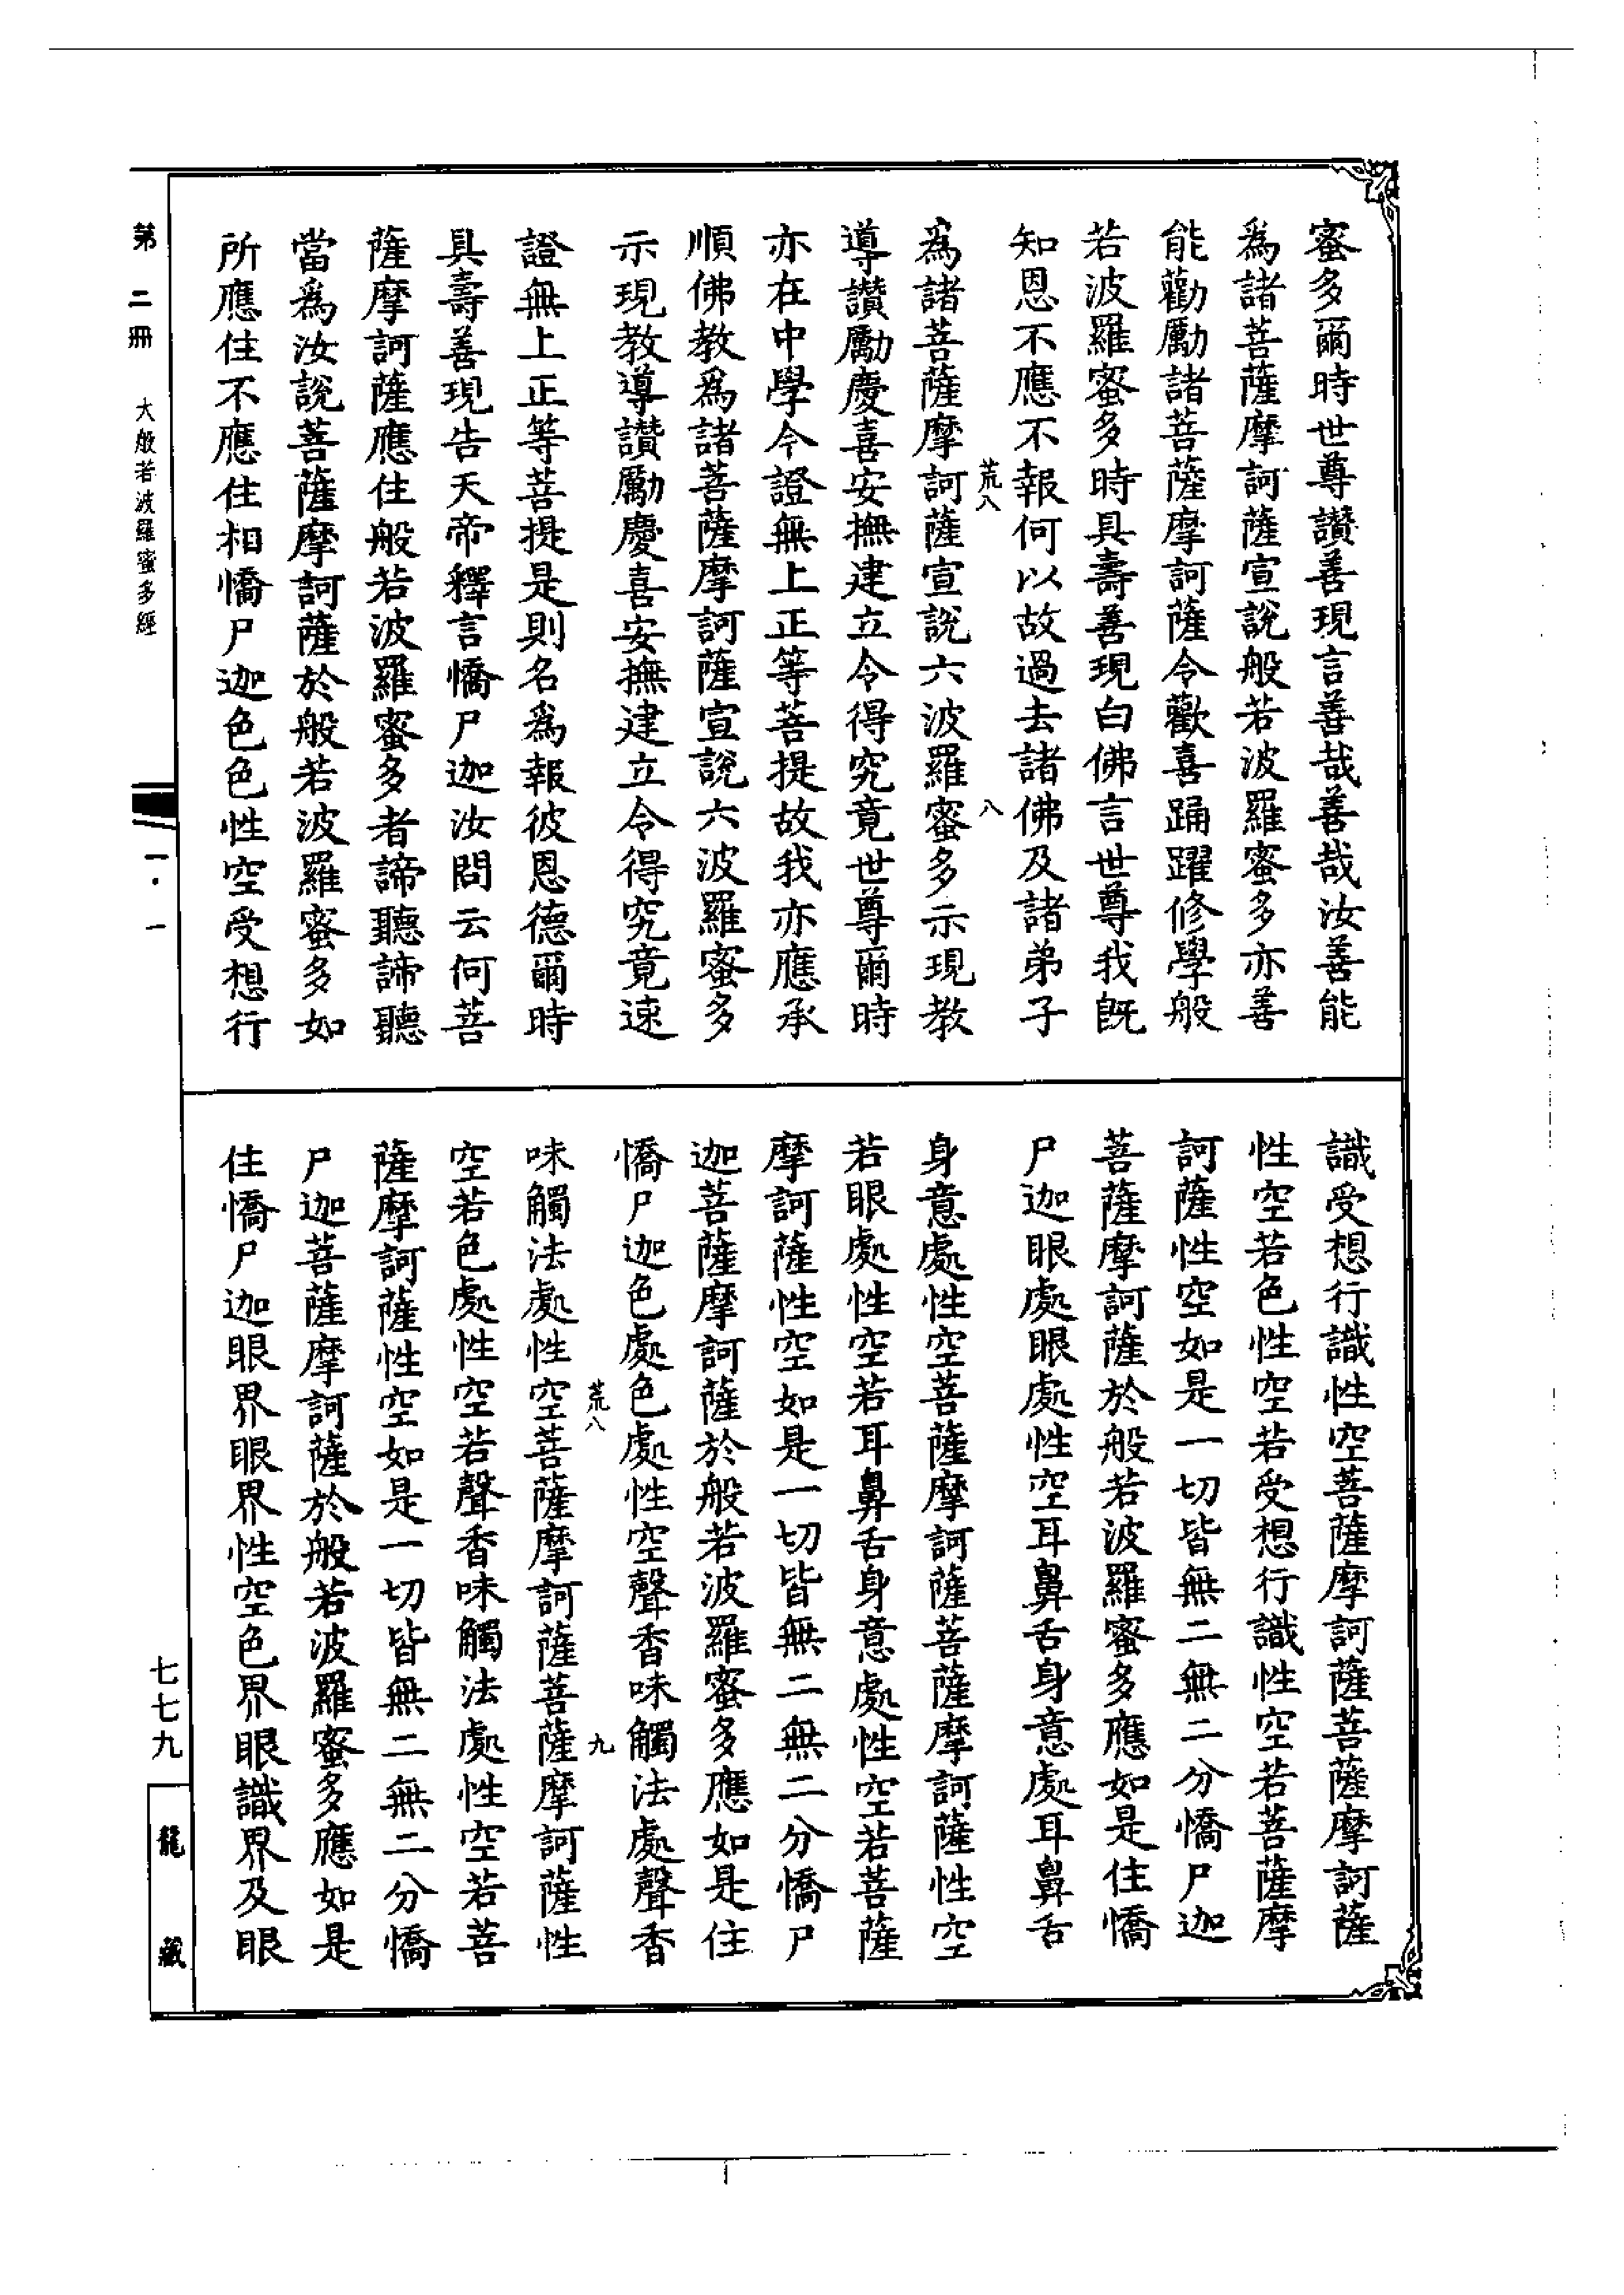 蜜多爾時世尊讃善現言善哉善哉汝善能
爲諸菩薩摩訶薩宣說般若波羅蜜多亦善
能勸勵諸菩薩摩訶薩令歡喜踊躍修學般
若波羅蜜多時具壽善現白佛言世尊我旣
知恩不應不報何以故過去諸佛及諸弟子
荒八 八
爲諸菩薩摩訶薩宣說六波羅蜜多示現教
導讃勵慶喜安撫建立令得究竟世尊爾時
亦在中學今證無上正等菩提故我亦應承
順佛教爲諸菩薩摩訶薩宣說六波羅蜜多
示現教導讃勵慶喜安撫建立令得究竟速
證無上正等菩提是則名爲報彼恩德爾時
具壽善現告天帝釋言憍尸迦汝問云何菩
薩摩訶薩應住般若波羅蜜多者諦聽諦聽
當爲汝說菩薩摩訶薩於般若波羅蜜多如
所應住不應住相憍尸迦色色性空受想行
識受想行識性空菩薩摩訶薩菩薩摩訶薩
性空若色性空若受想行識性空若菩薩摩
訶薩性空如是一切皆無二無二分憍尸迦
菩薩摩訶薩於般若波羅蜜多應如是住憍
尸迦眼處眼處性空耳鼻舌身意處耳鼻舌
身意處性空菩薩摩訶薩菩薩摩訶薩性空
若眼處性空若耳鼻舌身意處性空若菩薩
摩訶薩性空如是一切皆無二無二分憍尸
迦菩薩摩訶薩於般若波羅蜜多應如是住
憍尸迦色處色處性空聲香味觸法處聲香
荒八 九
味觸法處性空菩薩摩訶薩菩薩摩訶薩性
空若色處性空若聲香味觸法處性空若菩
薩摩訶薩性空如是一切皆無二無二分憍
尸迦菩薩摩訶薩於般若波羅蜜多應如是
住憍尸迦眼界眼界性空色界眼識界及眼
第二冊 大般若波羅蜜多經 一·一 七七九 龍藏